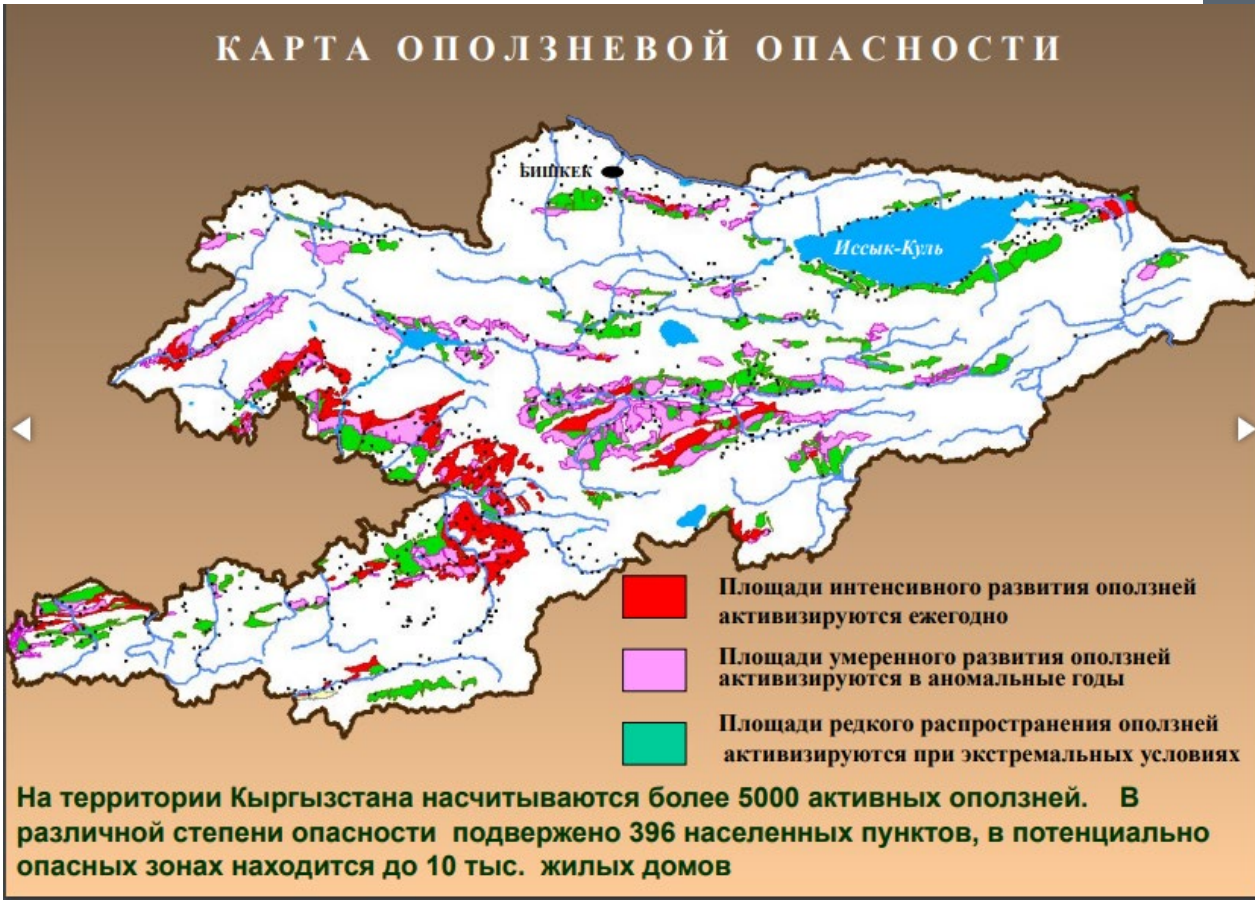 КАРТА ОПОЛЗНЕВОЙ ОПАСНОСТИ
БИШКЕК
Иссык-Куль
Площади интенсивного развития оползней
активизируются ежегодно
Площади умеренного развития оползней
активизируются в аномальные годы
Площади редкого распространения оползней
активизируются при экстремальных условиях
На территории Кыргызстана насчитываются более 5000 активных оползней. В
различной степени опасности подвержено 396 населенных пунктов, в потенциально
опасных зонах находится до 10 тыс. жилых домов